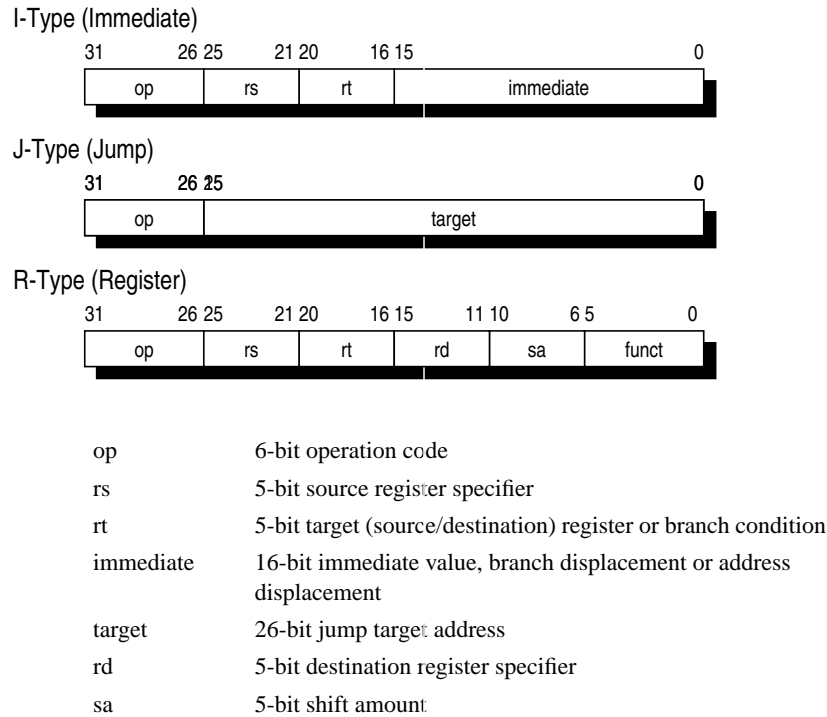 I-Type (Immediate)
31 26 25 21 20 16 15 0
op rs rt immediate
J-Type (Jump)
31 26 25 0
op target
R-Type (Register)
31 26 25 21 20 16 15 11 10 6 5 0
op rs rt rd sa funct
op 6-bit operation code
rs 5-bit source register specifier
rt 5-bit target (source/destination) register or branch condition
immediate 16-bit immediate value, branch displacement or address
displacement
target 26-bit jump target address
rd 5-bit destination register specifier
sa 5-bit shift amount